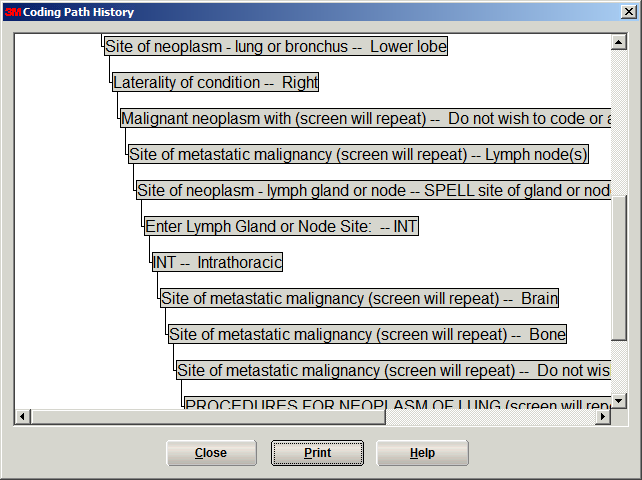 3M Coding Path History
Site of neoplasm - lung or bronchus -- Lower lobe
Laterality of condition -- Right
Malignant neoplasm with (screen will repeat) -- Do not wish to code or a
Site of metastatic malignancy (screen will repeat) -- Lymph node(s)
Site of neoplasm - lymph gland or node -- SPELL site of gland or nod
Enter Lymph Gland or Node Site: -- INT
INT -- Intrathoracic
Site of metastatic malignancy (screen will repeat) -- Brain
Site of metastatic malignancy (screen will repeat) -- Bone
Site of metastatic malignancy (screen will repeat) -- Do not wis
PROCEDURES FOR NEOPLASM OF LUNG (screen will rep
Close Print Help